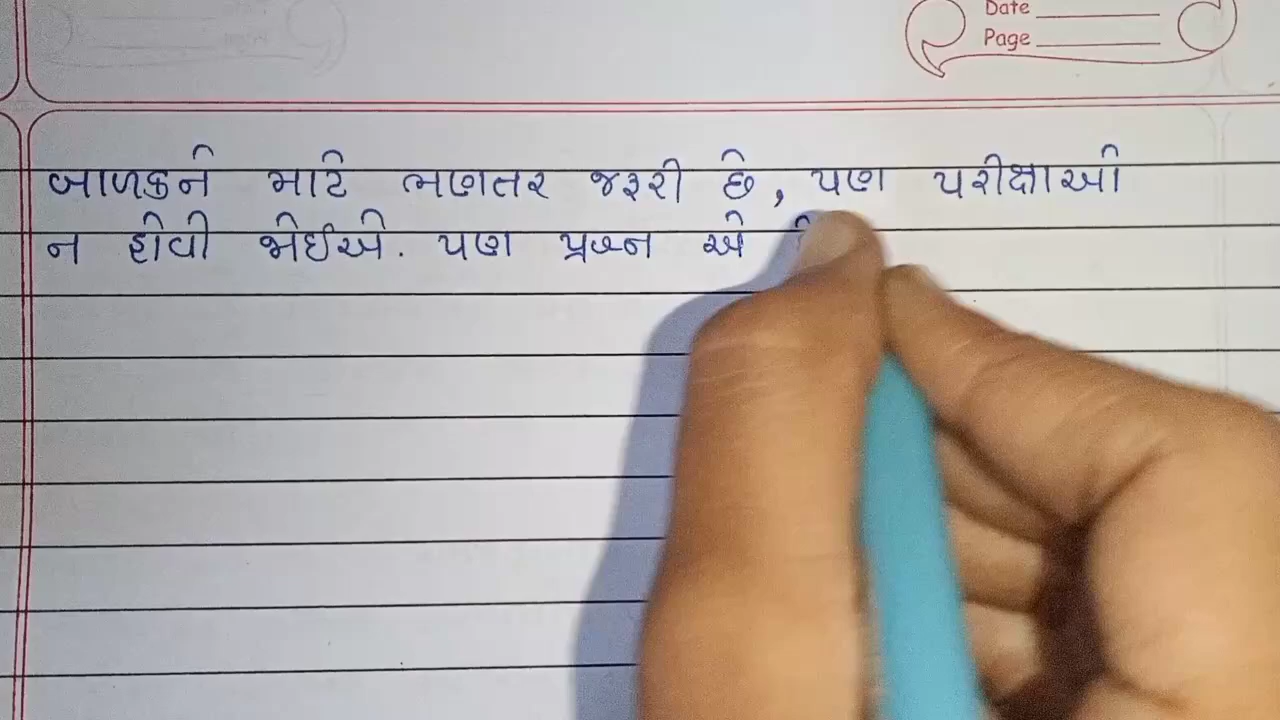 Date
Page
બાળકને માટે ભણતર જરૂરી છે, પણ પરીક્ષાઓ
ન હોવી જોઈએ. પણ પ્રશ્ન એ